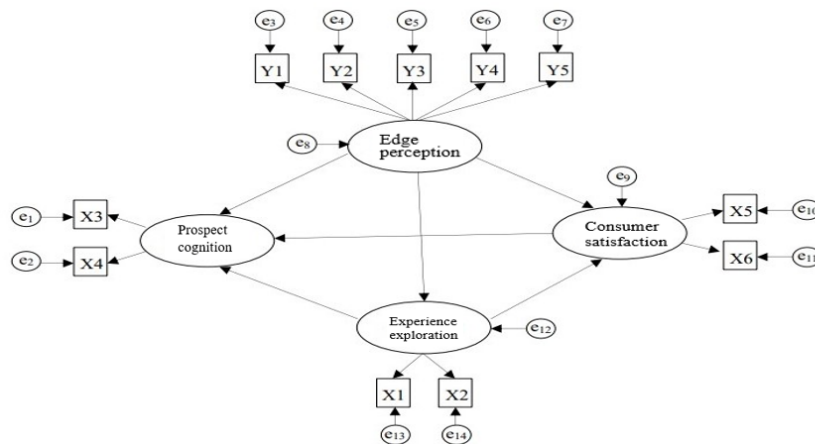 e3 e4 e5 e6 e7
Y1 Y2 Y3 Y4 Y5
e8
Edge
perception
e9
e1
X3
Prospect
cognition
Consumer
satisfaction
X5
e10
e2
X4
X6
e11
Experience
exploration
e12
X1 X2
e13 e14